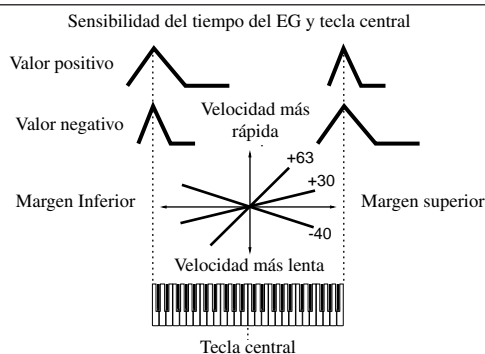 Sensibilidad del tiempo del EG y tecla central
Valor positivo
Valor negativo
Velocidad más
rápida
+63
+30
Margen Inferior
Margen superior
-40
Velocidad más lenta
Tecla central